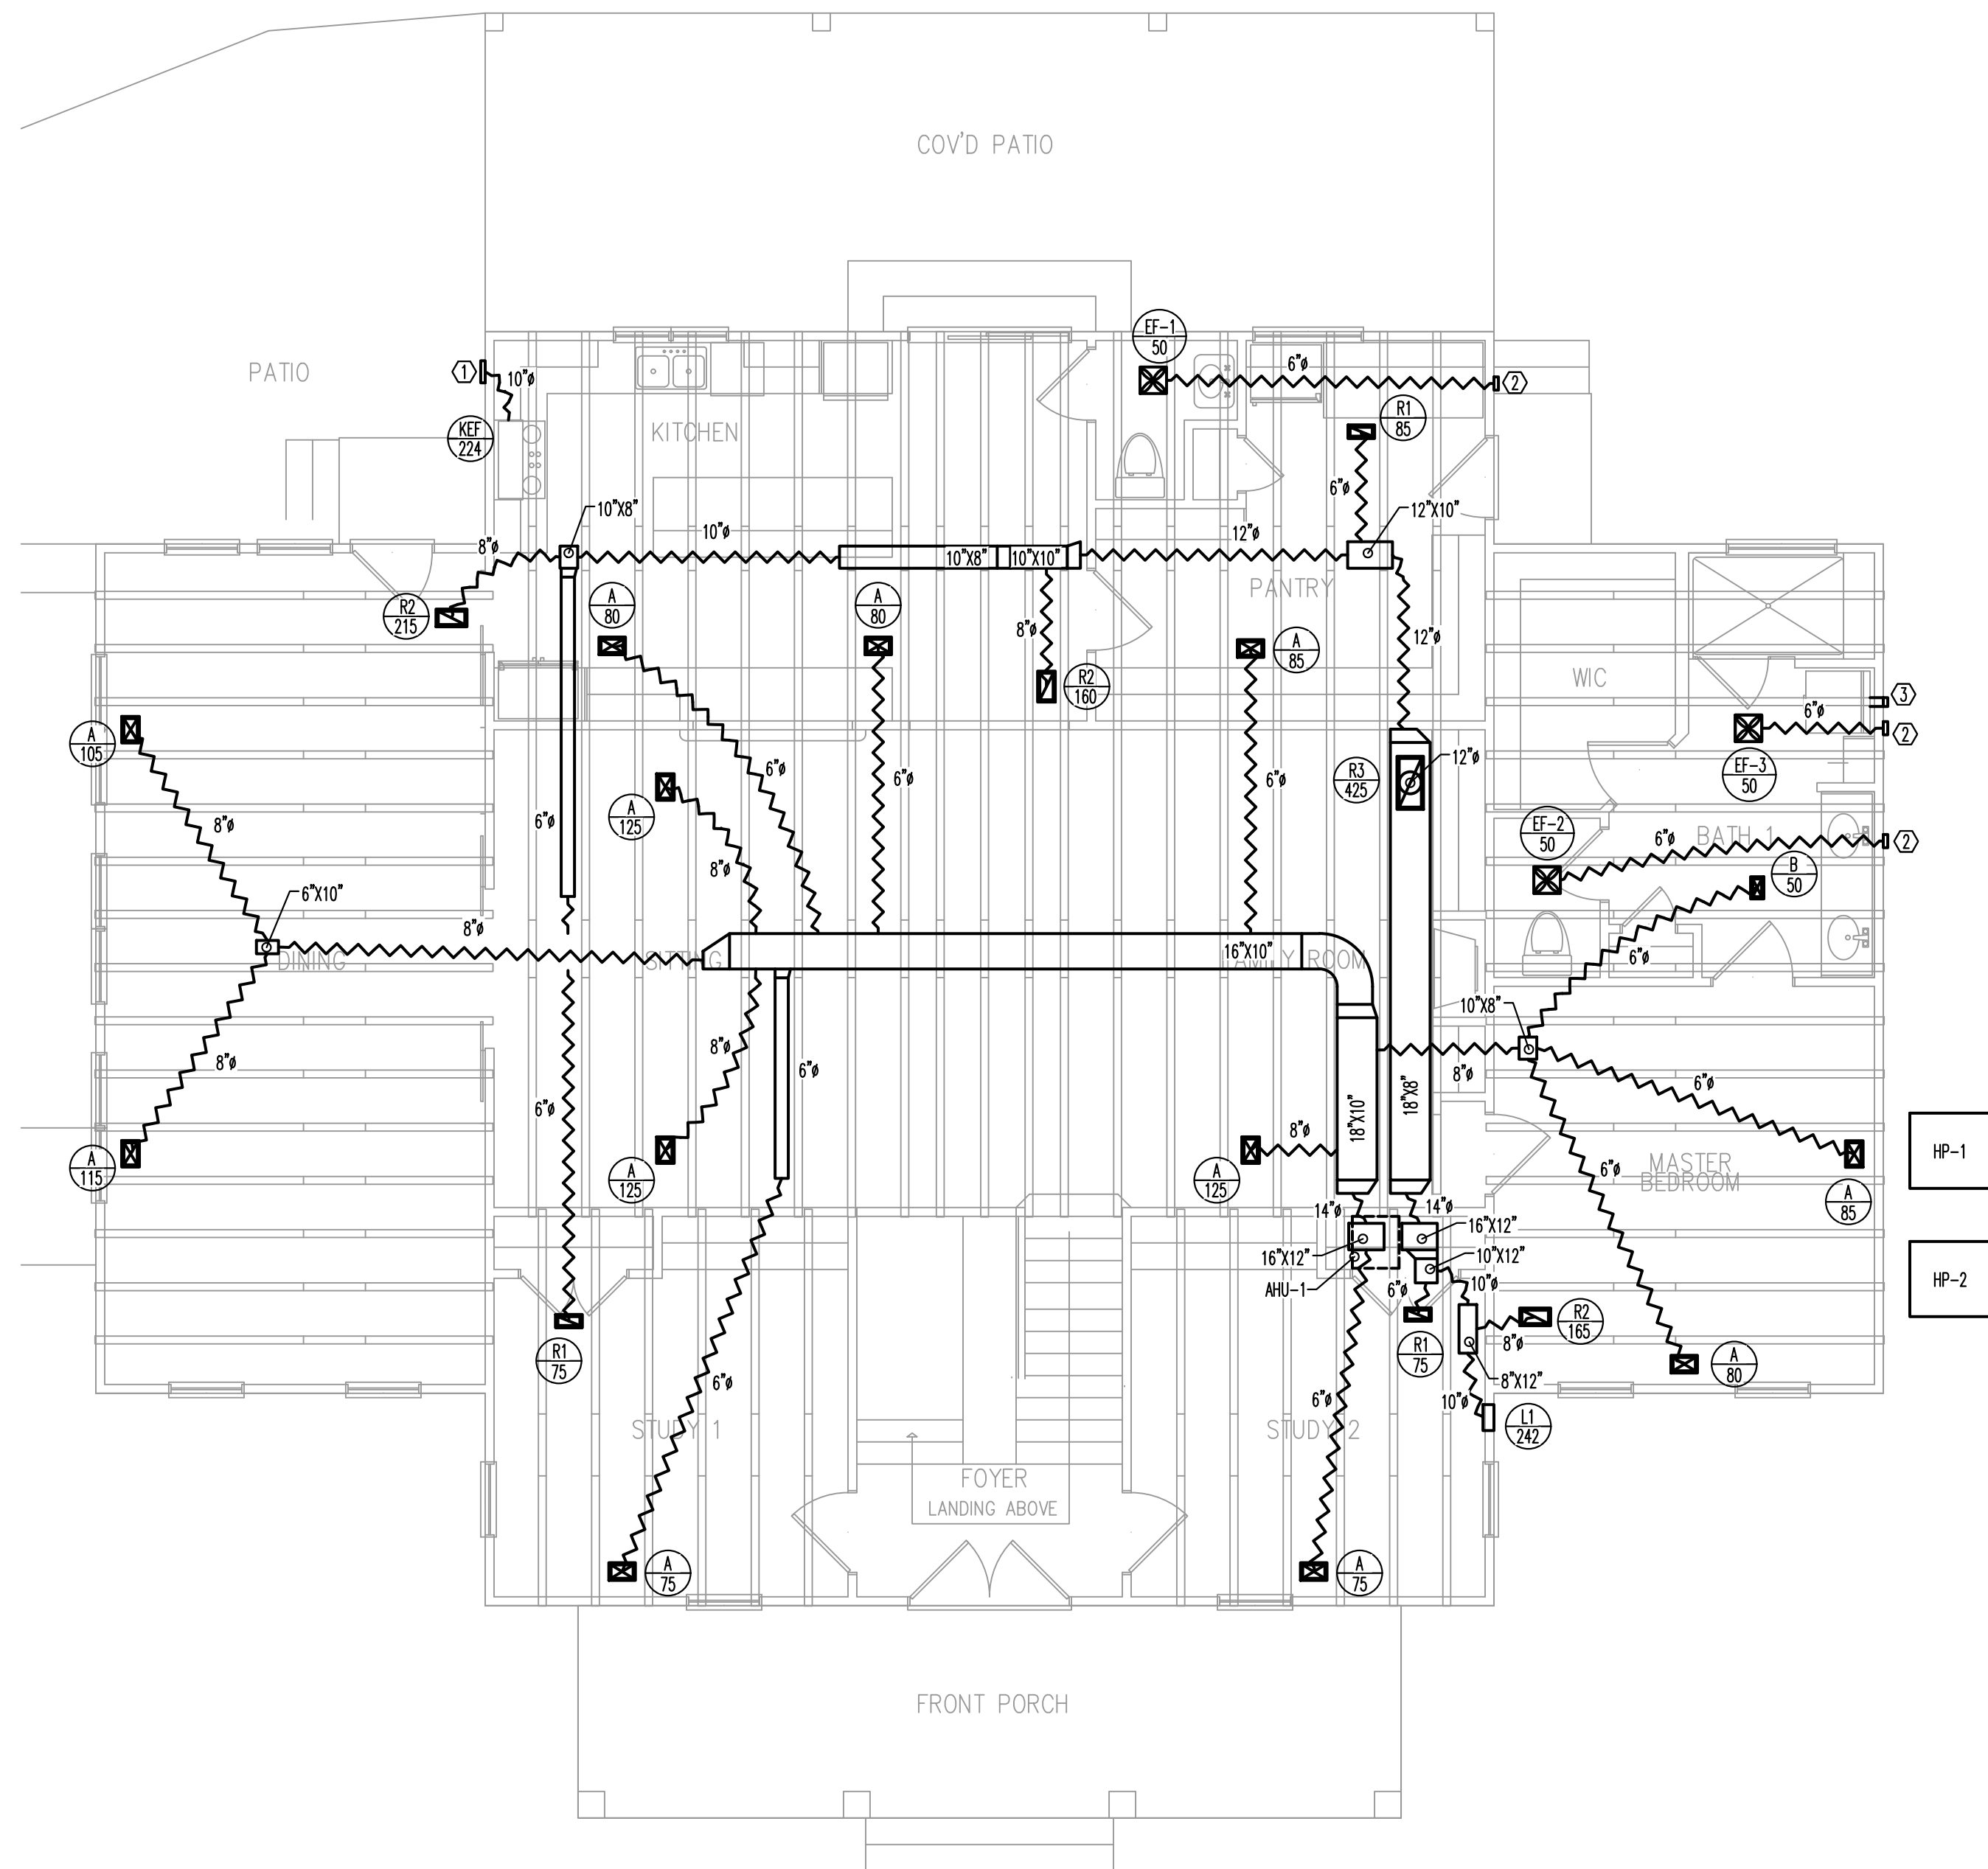 COV'D PATIO
EF-1
50
PATIO
1
10"ø
6"ø
2
R1
85
KEF
224
KITCHEN
6"ø
10"X8"
12"X10"
10"ø
12"ø
8"ø
10"X8"
10"X10"
PANTRY
R2
215
A
80
A
80
8"ø
12"ø
A
85
R2
160
WIC
3
6"ø
2
A
105
R3
425
12"ø
6"ø
6"ø
6"ø
EF-3
50
A
125
8"ø
6"ø
EF-2
50
6"ø
BATH 1
2
8"ø
B
50
6"X10"
8"ø
DINING
SITTING
16"X10"
FAMILY ROOM
6"ø
10"X8"
8"ø
8"ø
6"ø
8"ø
6"ø
6"ø
18"X10"
18"X8"
8"ø
HP-1
A
115
A
125
A
125
MASTER
BEDROOM
6"ø
A
85
14"ø
14"ø
16"X12"
16"X12"
10"X12"
AHU-1
6"ø
10"ø
HP-2
R1
75
R1
75
R2
165
8"ø
A
80
6"ø
6"ø
8"X12"
10"ø
STUDY 1
STUDY 2
L1
242
FOYER
LANDING ABOVE
A
75
A
75
FRONT PORCH